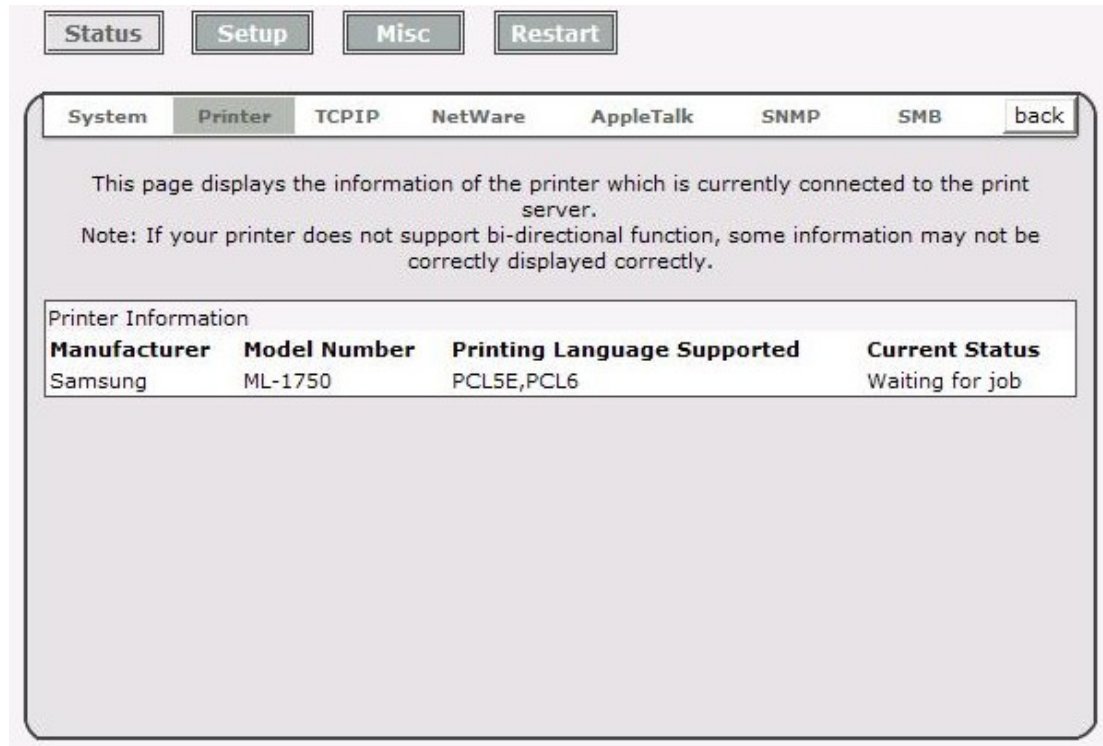 Status Setup Misc Restart
System Printer TCPIP NetWare AppleTalk SNMP SMB back
This page displays the information of the printer which is currently connected to the print
server.
Note: If your printer does not support bi-directional function, some information may not be
correctly displayed correctly.
Printer Information
Manufacturer Model Number Printing Language Supported Current Status
Samsung ML-1750 PCL5E,PCL6 Waiting for job